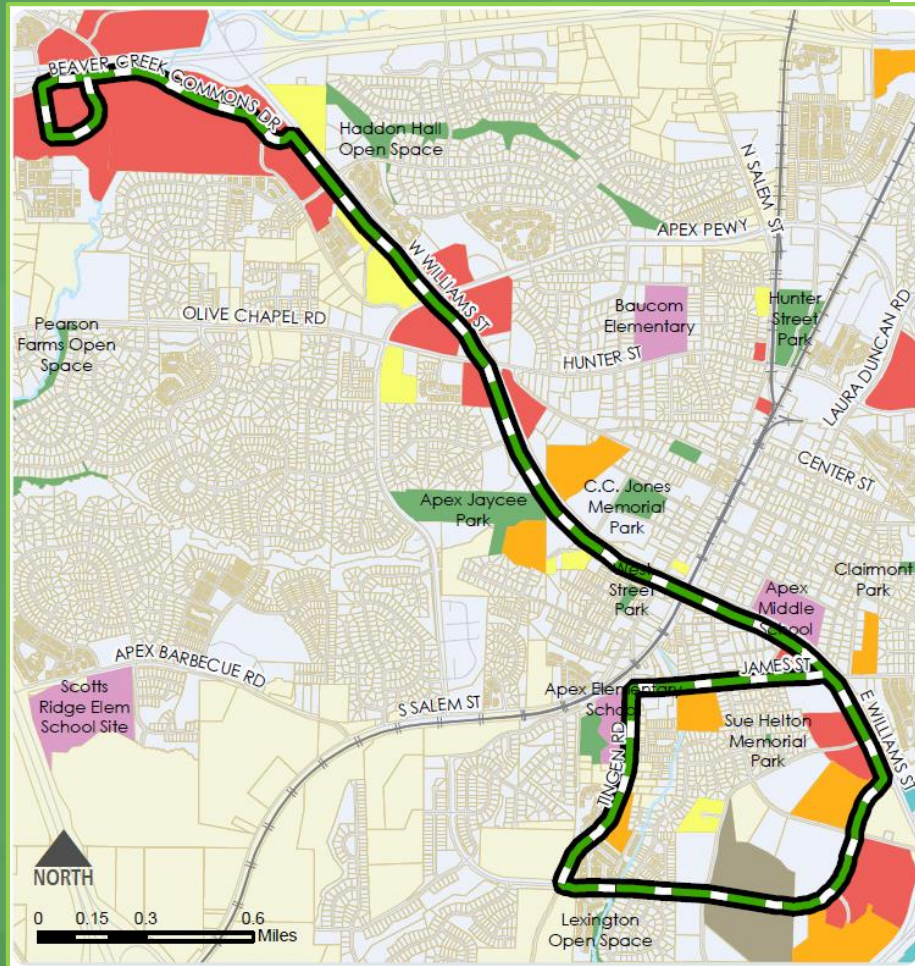 BEAVER CREEK COMMONS DR
Haddon Hall
Open Space
N SALEM ST
APEX PEWY
W WILLIAMS ST
OLIVE CHAPEL RD
Baucom
Elementary
Hunter
Street
Park
Pearson
Farms Open
Space
HUNTER ST
LAURA DUNCAN RD
CENTER ST
Apex Jaycee
Park
C.C. Jones
Memorial
Park
West
Street
Park
Clairmont
Park
Apex
Middle
School
APEX BARBECUE RD
JAMES ST
Scotts
Ridge Elem
School Site
S SALEM ST
Apex Elementary
School
E WILLIAMS ST
Sue Helton
Memorial
Park
TINGEN RD
NORTH
0 0.15 0.3 0.6
Miles
Lexington
Open Space